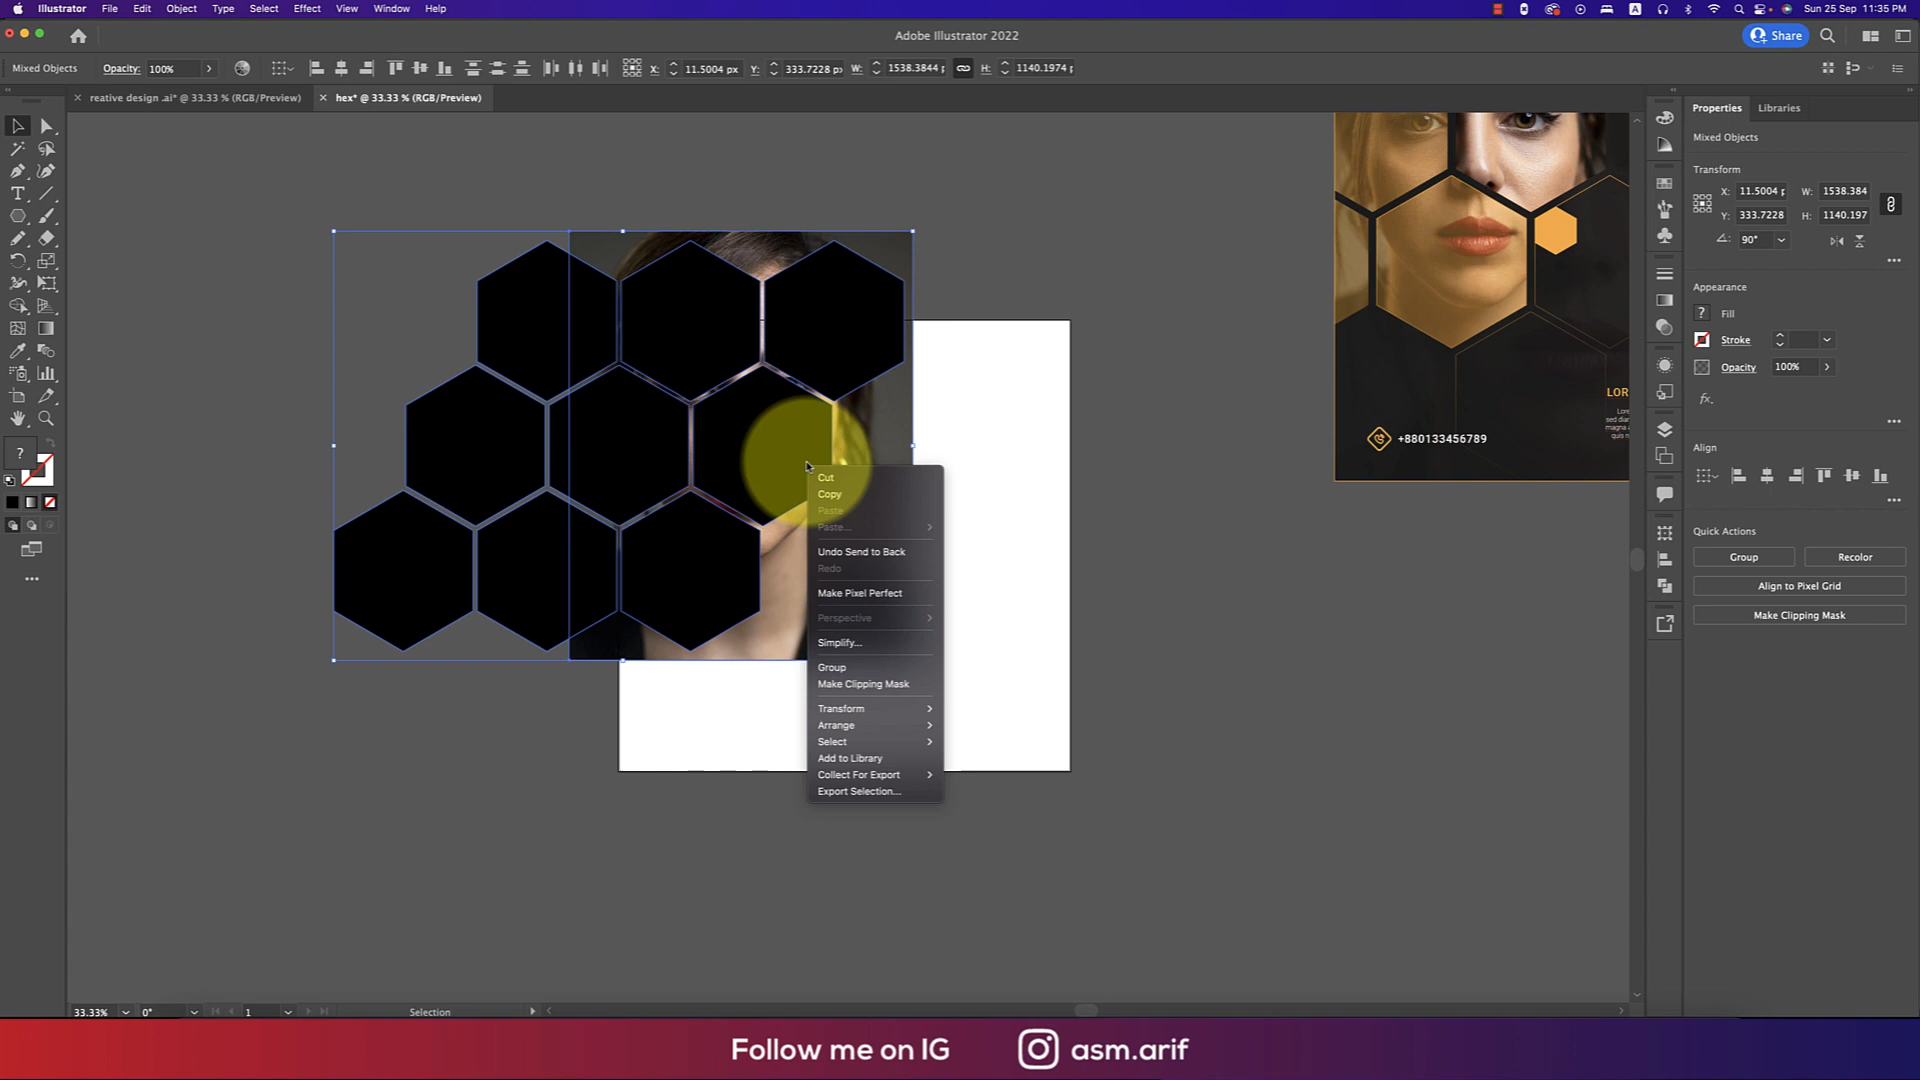 Illustrator File Edit Object Type Select Effect View Window Help A Sun 25 Sep 11:35 PM
Adobe Illustrator 2022 Share
Mixed Objects Opacity: 100% X: 11.5004 px Y: 333.7228 px W: 1538.3844 H: 1140.1974
reative design .ai* @ 33.33 % (RGB/Preview) hex* @ 33.33 % (RGB/Preview)
Properties Libraries
Mixed Objects
Transform
X: 11.5004 W: 1538.384
Y: 333.7228 H: 1140.197
90°
Appearance
? Fill
Stroke
Opacity 100%
fx.
Align
Quick Actions
Group Recolor
Align to Pixel Grid
Make Clipping Mask
?
Cut
Copy
Paste
Paste...
Undo Send to Back
Redo
Make Pixel Perfect
Perspective
Simplify...
Group
Make Clipping Mask
Transform
Arrange
Select
Add to Library
Collect For Export
Export Selection...
LOR
Lore
sed diam
magna a
quis n
+880133456789
33.33% 0° 1 Selection
Follow me on IG asm.arif